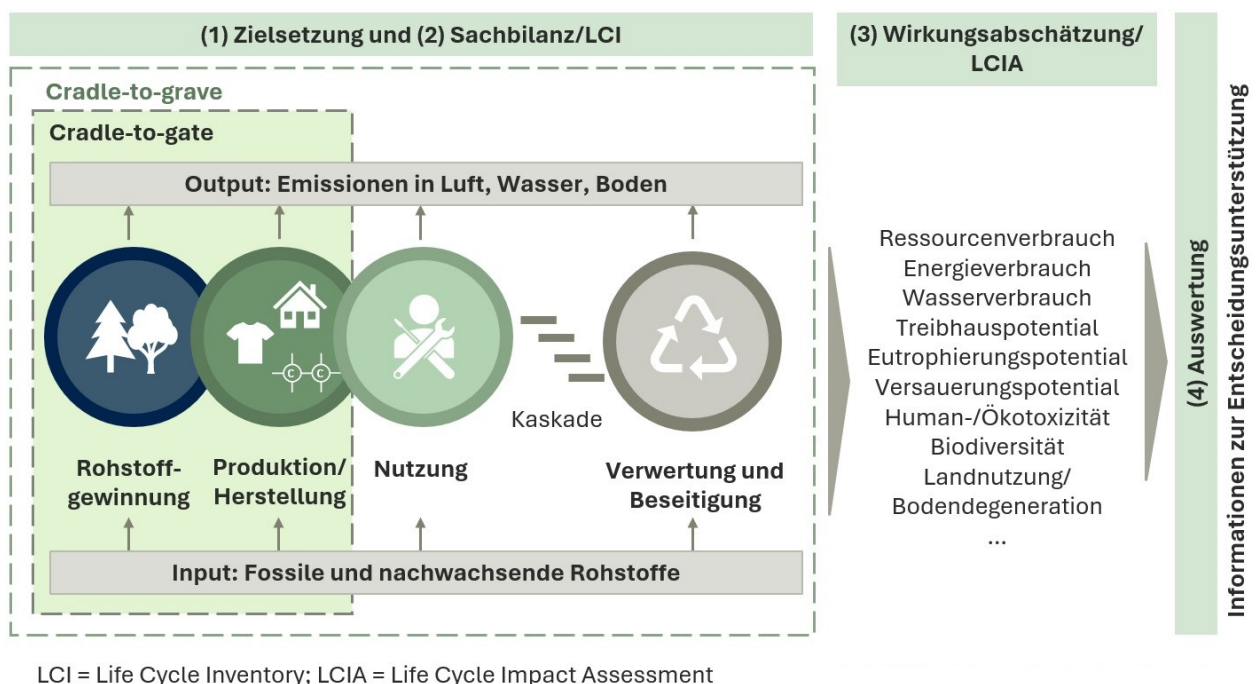 (1) Zielsetzung und (2) Sachbilanz/LCI
Cradle-to-grave
Cradle-to-gate
Output: Emissionen in Luft, Wasser, Boden
C C
Kaskade
Rohstoff-
gewinnung
Produktion/
Herstellung
Nutzung
Verwertung und
Beseitigung
Input: Fossile und nachwachsende Rohstoffe
(3) Wirkungsabschätzung/
LCIA
Ressourcenverbrauch
Energieverbrauch
Wasserverbrauch
Treibhauspotential
Eutrophierungspotential
Versauerungspotential
Human-/Ökotoxizität
Biodiversität
Landnutzung/
Bodendegeneration
...
(4) Auswertung
Informationen zur Entscheidungsunterstützung
LCI = Life Cycle Inventory; LCIA = Life Cycle Impact Assessment